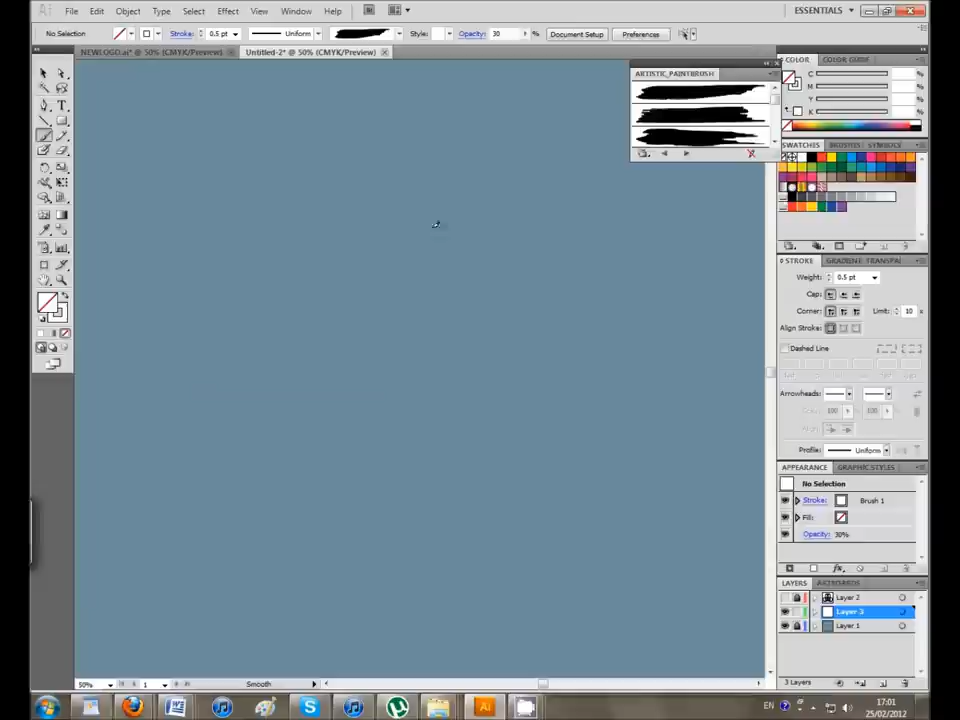 File Edit Object Type Select Effect View Window Help
ESSENTIALS
No Selection Stroke: 0.5 pt Uniform Style: Opacity: 30 % Document Setup Preferences
NEWLOGO.ai* @ 50% (CMYK/Preview) Untitled-2* @ 50% (CMYK/Preview)
ARTISTIC_PAINTBRUSH
COLOR COLOR GUIDE
C %
M %
Y %
K %
SWATCHES BRUSHES SYMBOLS
STROKE GRADIENT TRANSPA
Weight: 0.5 pt
Cap:
Corner: Limit: 10 x
Align Stroke:
Dashed Line
Arrowheads:
100 100
Align:
Profile: Uniform
APPEARANCE GRAPHIC STYLES
No Selection
Stroke: Brush 1
Fill:
Opacity: 30%
LAYERS ARTBOARDS
Layer 2
Layer 3
Layer 1
3 Layers
50% 1 Smooth
EN 17:01
25/02/2012